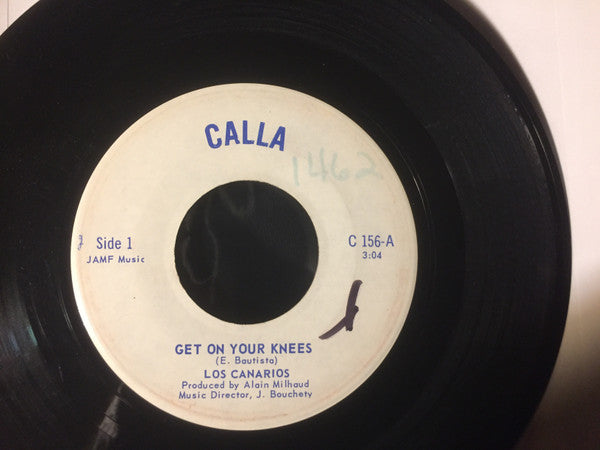 CALLA
1462
Side 1
JAMF Music
C 156-A
3:04
GET ON YOUR KNEES
(E. Bautista)
LOS CANARIOS
Produced by Alain Milhaud
Music Director, J. Bouchety